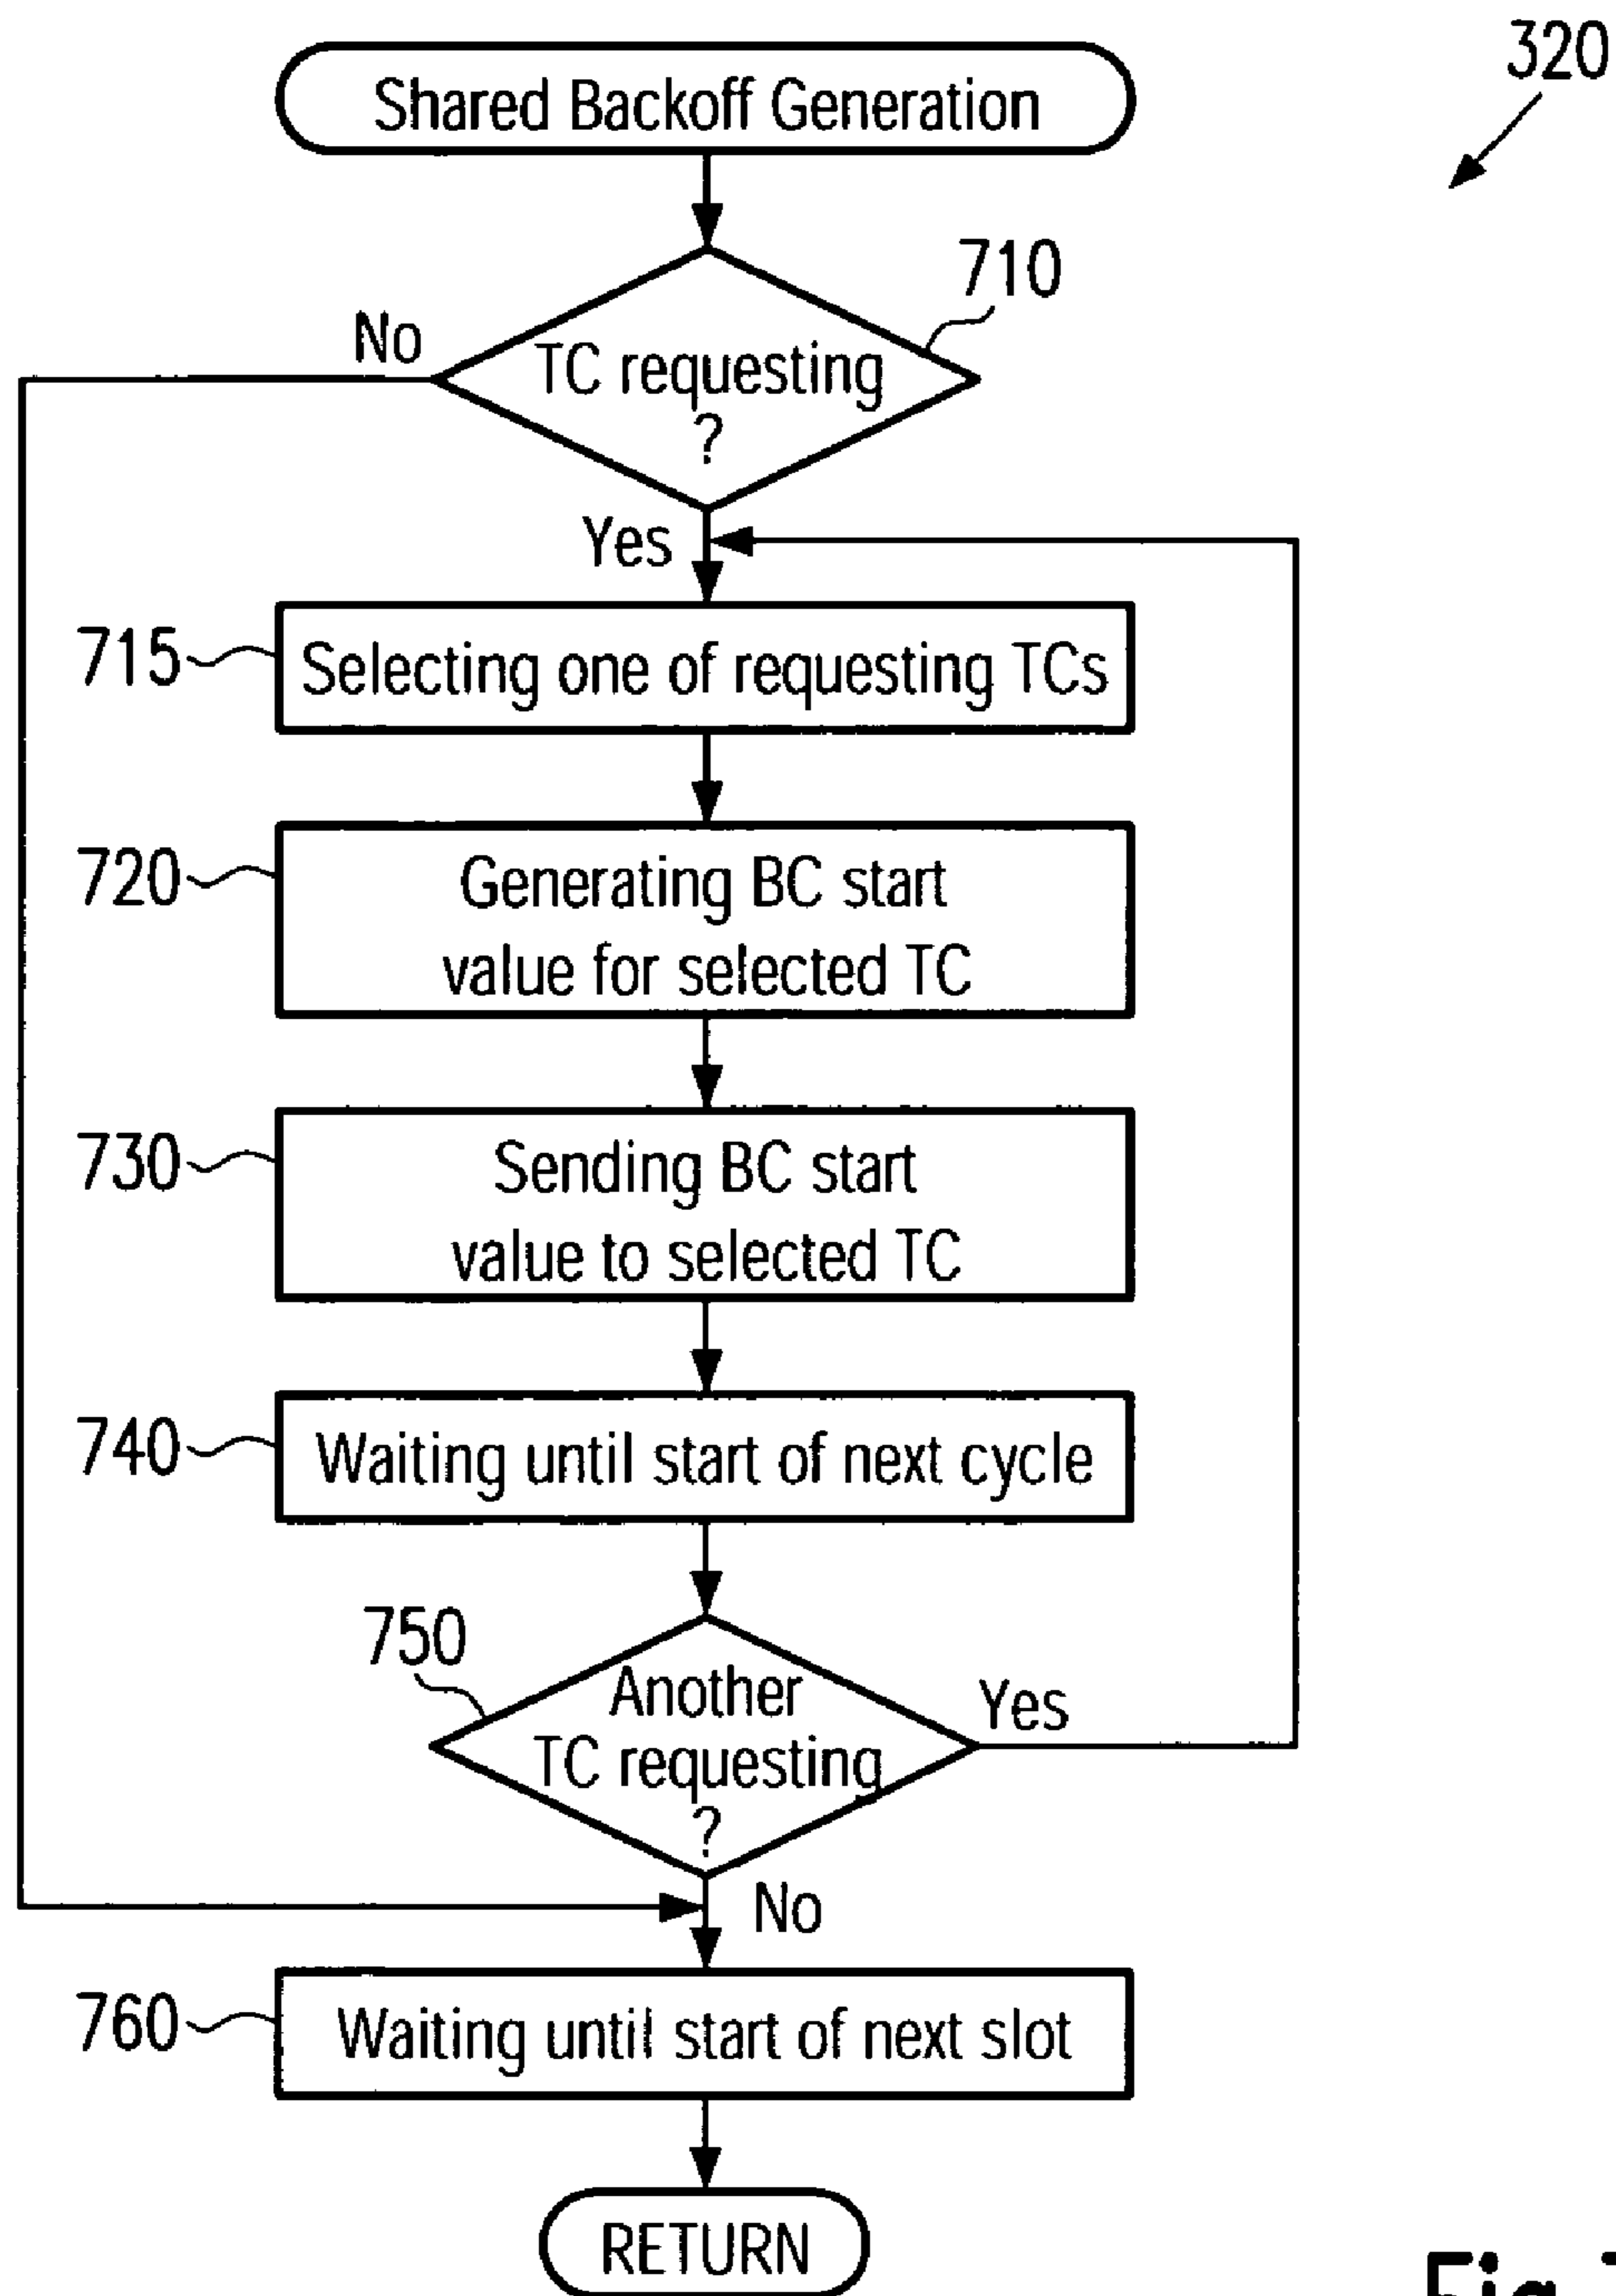 320
Shared Backoff Generation
710
No
TC requesting
?
Yes
715
Selecting one of requesting TCs
720
Generating BC start
value for selected TC
730
Sending BC start
value to selected TC
740
Waiting until start of next cycle
750
Another
Yes
TC requesting
?
No
760
Waiting until start of next slot
RETURN